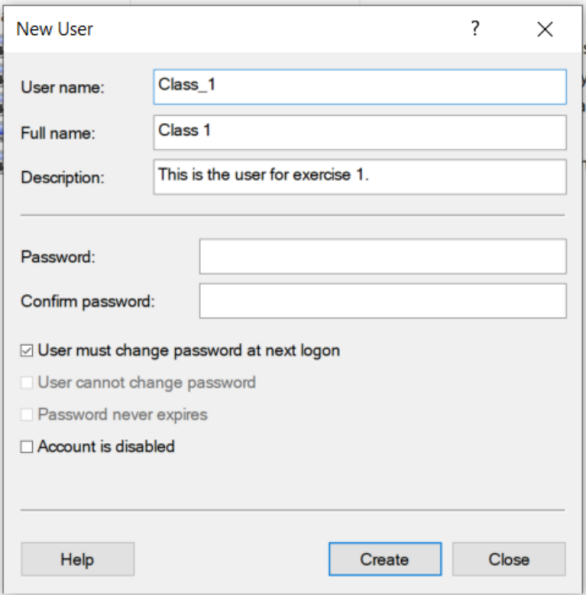 New User
?
User name:
Class_1
Full name:
Class 1
Description:
This is the user for exercise 1.
Password:
Confirm password:
User must change password at next logon
User cannot change password
Password never expires
Account is disabled
Help
Create
Close